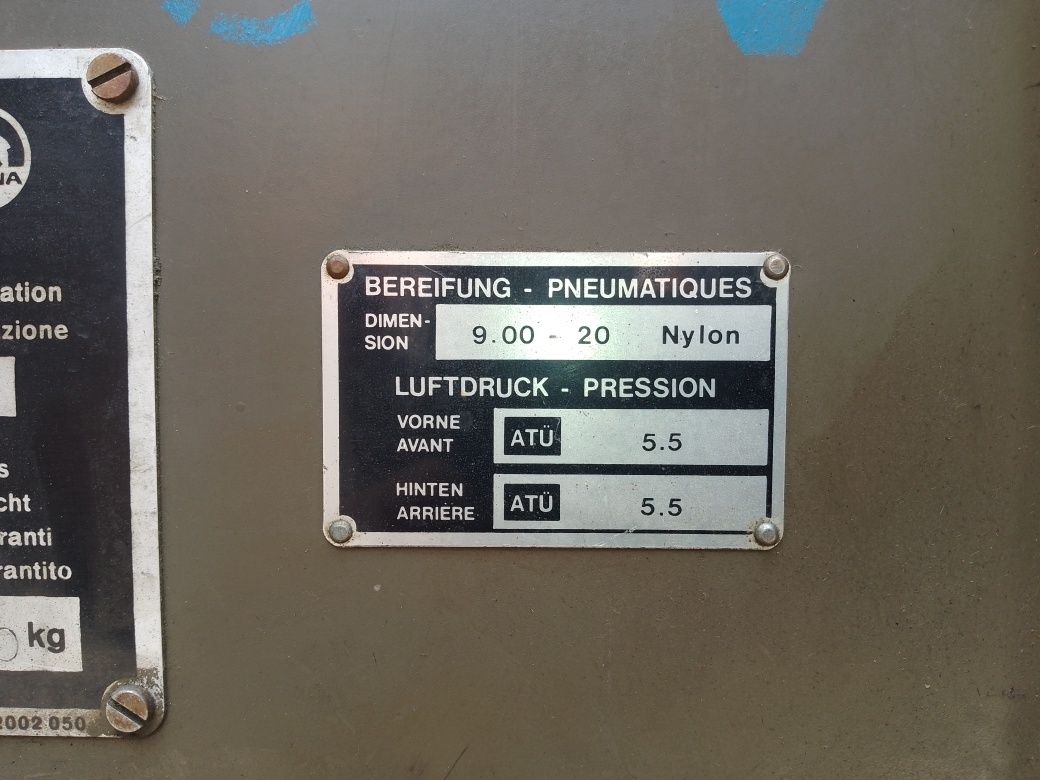 ation
zione
cht
ranti
rantito
kg
2002 050
BEREIFUNG - PNEUMATIQUES
DIMEN-
SION
9.00 - 20 Nylon
LUFTDRUCK - PRESSION
VORNE
AVANT
ATÜ 5.5
HINTEN
ARRIÈRE
ATÜ 5.5